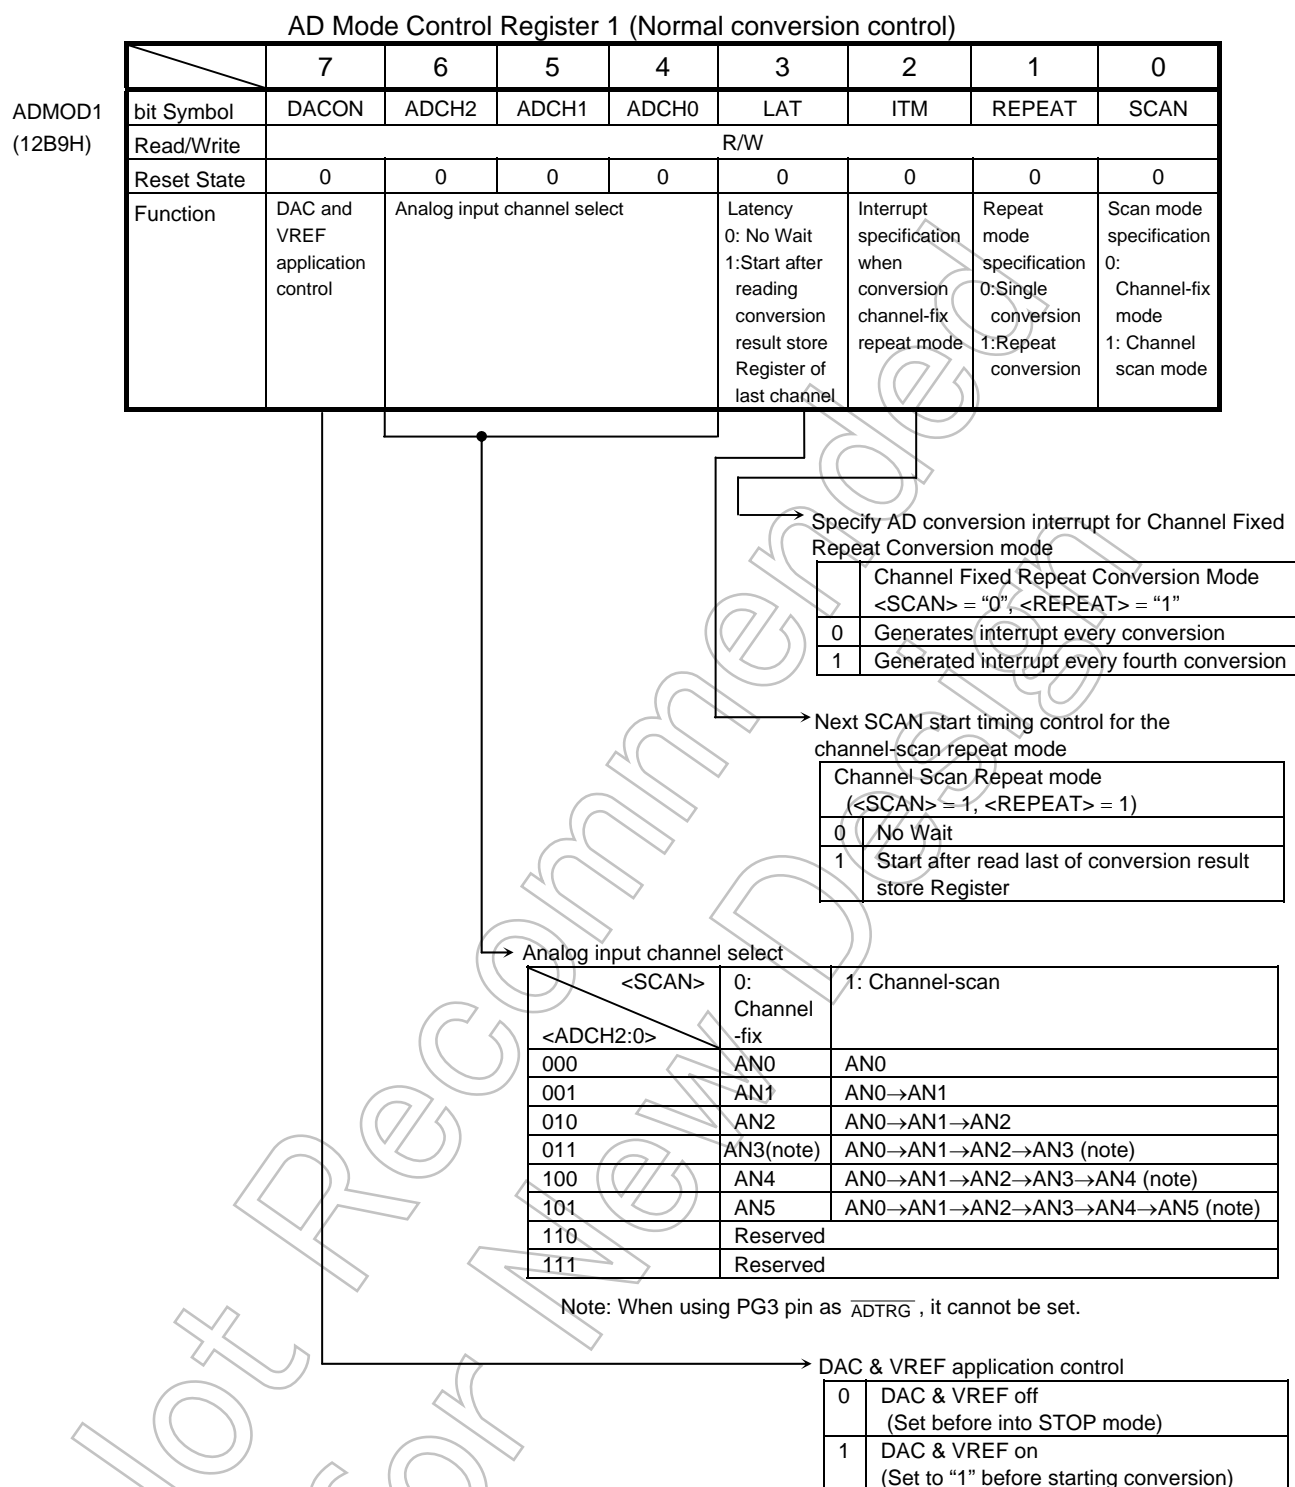 AD Mode Control Register 1 (Normal conversion control)
7 6 5 4 3 2 1 0
ADMOD1 bit Symbol DACON ADCH2 ADCH1 ADCH0 LAT ITM REPEAT SCAN
(12B9H) Read/Write R/W
Reset State 0 0 0 0 0 0 0 0
Function
DAC and
VREF
application
control
Analog input channel select
Latency
0: No Wait
1:Start after
reading
conversion
result store
Register of
last channel
Interrupt
specification
when
conversion
channel-fix
repeat mode
Repeat
mode
specification
0:Single
conversion
1:Repeat
conversion
Scan mode
specification
0:
Channel-fix
mode
1: Channel
scan mode
Specify AD conversion interrupt for Channel Fixed
Repeat Conversion mode
Channel Fixed Repeat Conversion Mode
<SCAN> = “0”, <REPEAT> = “1”
0 Generates interrupt every conversion
1 Generated interrupt every fourth conversion
Next SCAN start timing control for the
channel-scan repeat mode
Channel Scan Repeat mode
(<SCAN> = 1, <REPEAT> = 1)
0 No Wait
1 Start after read last of conversion result
store Register
Analog input channel select
<SCAN> 0: 1: Channel-scan
Channel
<ADCH2:0> -fix
000 AN0 AN0
001 AN1 AN0→AN1
010 AN2 AN0→AN1→AN2
011 AN3(note) AN0→AN1→AN2→AN3 (note)
100 AN4 AN0→AN1→AN2→AN3→AN4 (note)
101 AN5 AN0→AN1→AN2→AN3→AN4→AN5 (note)
110 Reserved
111 Reserved
Note: When using PG3 pin as ADTRG , it cannot be set.
DAC & VREF application control
0 DAC & VREF off
(Set before into STOP mode)
1 DAC & VREF on
(Set to “1” before starting conversion)
Not Recommended
for New Design